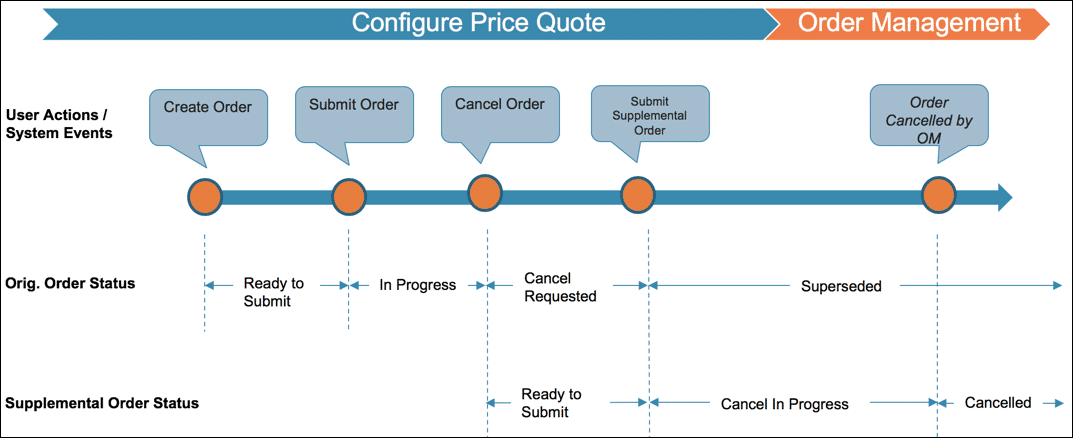 Configure Price Quote
Order Management
User Actions /
System Events
Create Order
Submit Order
Cancel Order
Submit
Supplemental
Order
Order
Cancelled by
OM
Orig. Order Status
Ready to
Submit
In Progress
Cancel
Requested
Superseded
Supplemental Order Status
Ready to
Submit
Cancel In Progress
Cancelled